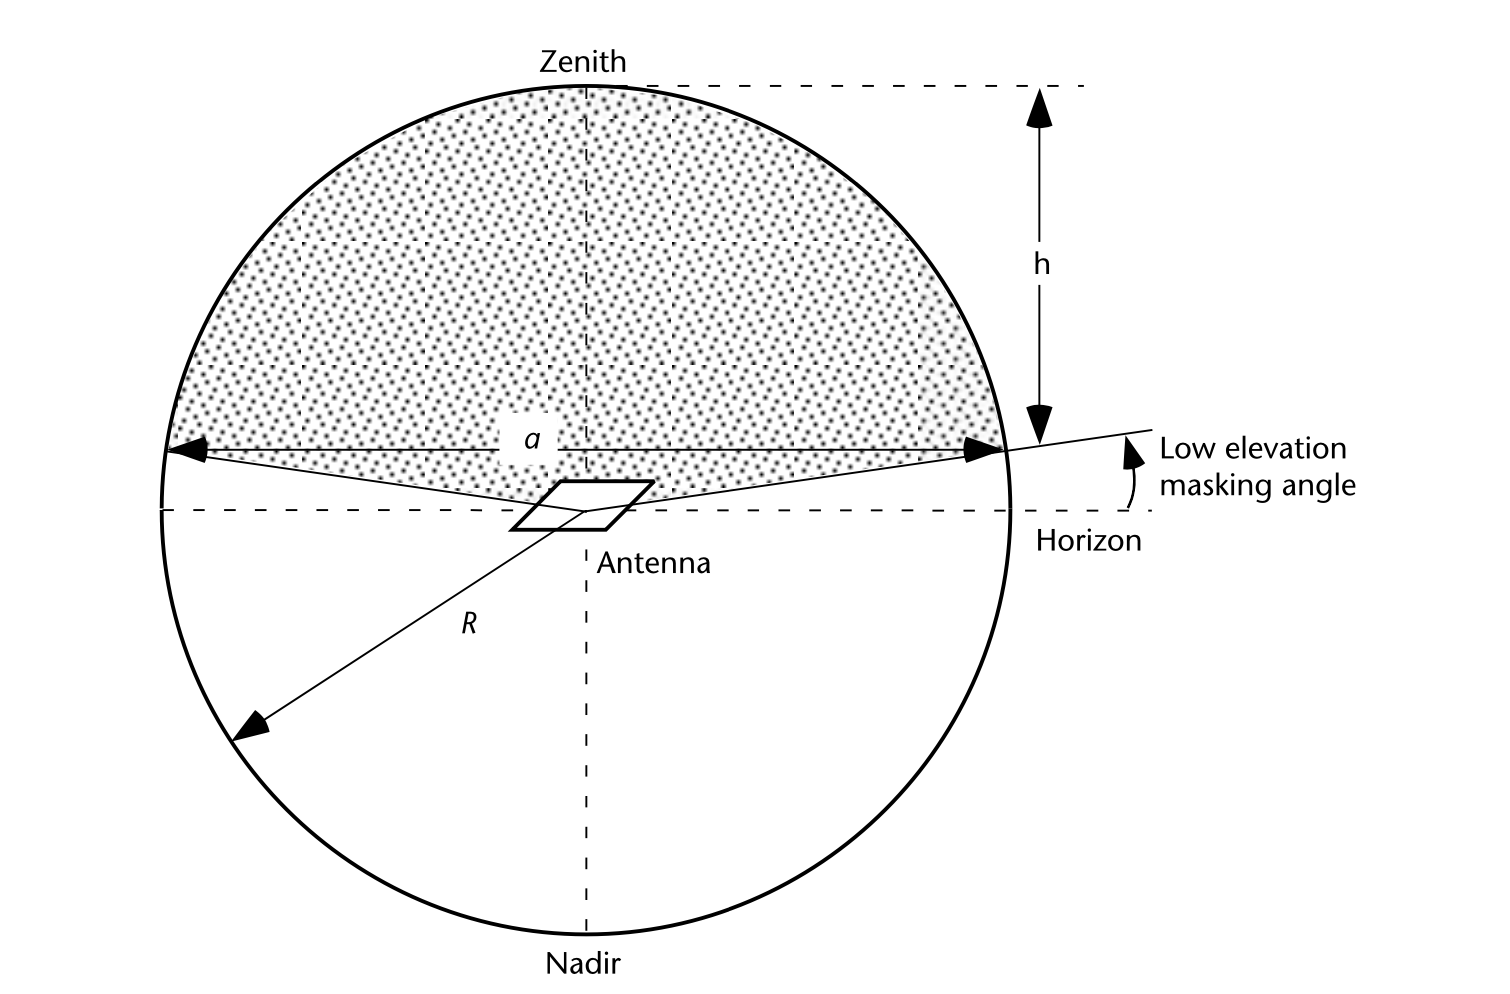 Zenith
h
a
Low elevation
masking angle
Horizon
Antenna
R
Nadir